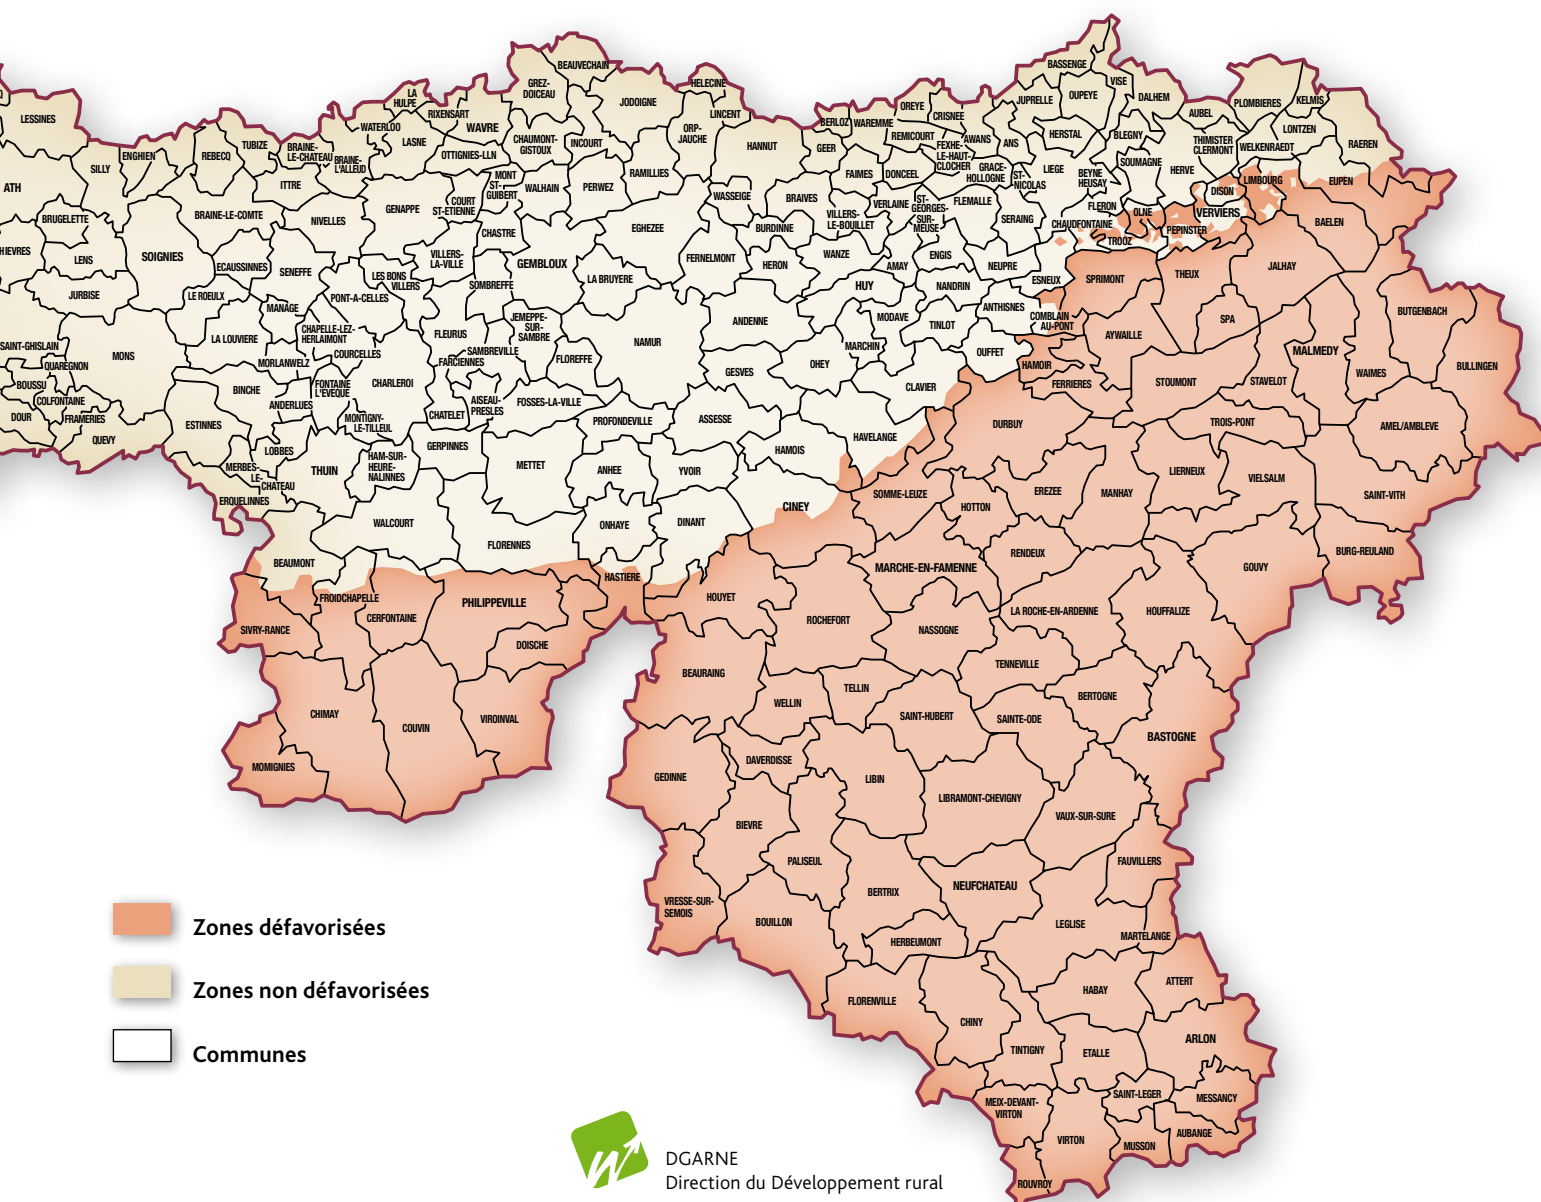 BEAUVECHAIN
GREZ-
DOICEAU
HELECINE
LA
HULPE
RIXENSART
JODOIGNE
LINCENT
BASSENGE
VISE
OUPEYE
DALHEM
JUPRELLE
PLOMBIERES
KELMIS
AUBEL
LESSINES
WATERLOO
LASNE
WAVRE
CHAUMONT-
GISTOUX
INCOURT
ORP-
JAUCHE
HANNUT
BERLOZ
WAREMME
OREYE
CRISNEE
REMICOURT
GEER
FEXHE-
LE-HAUT-
CLOCHER
AWANS
ANS
HERSTAL
BLEGNY
THIMISTER
CLERMONT
LONTZEN
WELKENRAEDT
RAEREN
SILLY
ENGHIEN
REBECQ
TUBIZE
BRAINE-
LE-CHATEAU
BRAINE-
L'ALLEUD
OTTIGNIES-LLN
MONT
ST-
GUIBERT
WALHAIN
PERWEZ
RAMILLIES
FAIMES
DONCEEL
GRACE-
HOLLOGNE
ST-
NICOLAS
LIEGE
BEYNE
HEUSAY
SOUMAGNE
HERVE
DISON
LIMBOURG
EUPEN
ATH
ITTRE
BRAINE-LE-COMTE
NIVELLES
GENAPPE
COURT
ST-ETIENNE
CHASTRE
WASSEIGE
BRAIVES
BURDINNE
VILLERS-
LE-BOUILLET
VERLAINE
ST-
GEORGES-
SUR-
MEUSE
FLEMALLE
SERAING
FLERON
CHAUDFONTAINE
OLNE
TROOZ
PEPINSTER
VERVIERS
BAELEN
BRUGELETTE
HIEVRES
LENS
SOIGNIES
ECAUSSINNES
SENEFFE
VILLERS-
LA-VILLE
LES BONS
VILLERS
GEMBLOUX
SOMBREFFE
EGHEZEE
LA BRUYERE
FERNELMONT
HERON
WANZE
HUY
AMAY
ENGIS
NEUPRE
NANDRIN
ESNEUX
SPRIMONT
THEUX
JALHAY
JURBISE
LE ROEULX
MANAGE
PONT-A-CELLES
JEMEPPE-
SUR-
SAMBRE
ANDENNE
MODAVE
TINLOT
ANTHISNES
COMBLAIN
AU-PONT
AYWAILLE
SPA
BUTGENBACH
SAINT-GHISLAIN
MONS
LA LOUVIERE
CHAPELLE-LEZ-
HERLAIMONT
COURCELLES
FLEURUS
SAMBREVILLE
FARCIENNES
FLOREFFE
NAMUR
MARCHIN
OUFFET
HAMOIR
MALMEDY
WAIMES
BULLINGEN
QUAREGNON
BOUSSU
COLFONTAINE
DOUR
FRAMERIES
QUEVY
MORLANWELZ
BINCHE
ANDERLUES
FONTAINE
L'EVEQUE
CHARLEROI
GESVES
OHEY
CLAVIER
FERRIERES
STOUMONT
STAVELOT
ESTINNES
MONTIGNY-
LE-TILLEUL
CHATELET
AISEAU-
PRESLES
FOSSES-LA-VILLE
PROFONDEVILLE
ASSESSE
DURBUY
TROIS-PONT
AMEL/AMBLEVE
LOBBES
MERBES-
LE-
CHATEAU
THUIN
HAM-SUR-
HEURE-
NALINNES
GERPINNES
METTET
ANHEE
YVOIR
HAMOIS
HAVELANGE
ERQUELINNES
WALCOURT
FLORENNES
ONHAYE
DINANT
CINEY
SOMME-LEUZE
HOTTON
EREZEE
MANHAY
LIERNEUX
VIELSALM
SAINT-VITH
BEAUMONT
HASTIERE
MARCHE-EN-FAMENNE
RENDEUX
GOUVY
BURG-REULAND
SIVRY-RANCE
FROIDCHAPELLE
CERFONTAINE
PHILIPPEVILLE
DOISCHE
HOUYET
ROCHEFORT
NASSOGNE
LA ROCHE-EN-ARDENNE
HOUFFALIZE
CHIMAY
COUVIN
VIROINVAL
BEAURAING
WELLIN
TELLIN
SAINT-HUBERT
TENNEVILLE
SAINTE-ODE
BERTOGNE
BASTOGNE
MOMIGNIES
GEDINNE
DAVERDISSE
LIBIN
LIBRAMONT-CHEVIGNY
VAUX-SUR-SURE
BIEVRE
PALISEUL
FAUVILLERS
VRESSE-SUR-
SEMOIS
BOUILLON
BERTRIX
NEUFCHATEAU
LEGLISE
MARTELANGE
HERBEUMONT
FLORENVILLE
CHINY
HABAY
ATTERT
TINTIGNY
ETALLE
ARLON
MEIX-DEVANT-
VIRTON
SAINT-LEGER
MESSANCY
VIRTON
MUSSON
AUBANGE
ROUVROY
Zones défavorisées
Zones non défavorisées
Communes
DGARNE
Direction du Développement rural